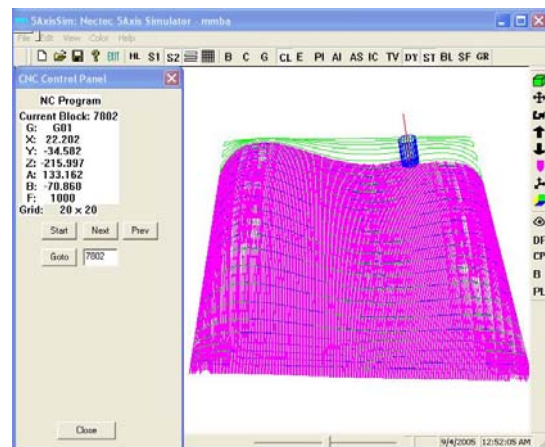 5AxisSim: Nectec 5Axis Simulator - mmba
File Edit View Color Help
? EXIT HL S1 S2 B C G CL E PI AI AS IC TV DY ST BL SF GR
CNC Control Panel
NC Program
Current Block: 7802
G: G01
X: 22.202
Y: -34.582
Z: -215.997
A: 133.162
B: -70.860
F: 1000
Grid: 20 x 20
Start Next Prev
Goto 7802
Close
DF
CP
B
PL
9/4/2005 12:52:05 AM